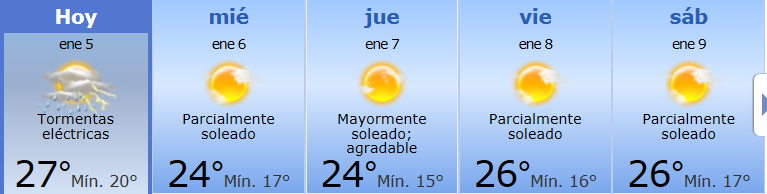 Hoy
ene 5
Tormentas
eléctricas
27° Mín. 20°
mié
ene 6
Parcialmente
soleado
24° Mín. 17°
jue
ene 7
Mayormente
soleado;
agradable
24° Mín. 15°
vie
ene 8
Parcialmente
soleado
26° Mín. 16°
sáb
ene 9
Parcialmente
soleado
26° Mín. 17°